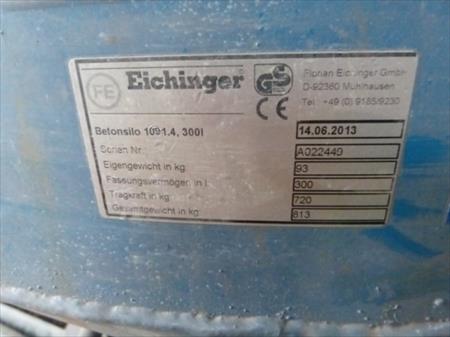 FE Eichinger GS Florian Eichinger GmbH
D-92360 Mühlhausen
CE Tel. +49 (0) 9185/9230
Betonsilo 1091.4, 300l 14.06.2013
Serien Nr. A022449
Eigengewicht in kg 93
Fassungsvermögen in l 300
Tragkraft in kg 720
Gesamtgewicht in kg 813